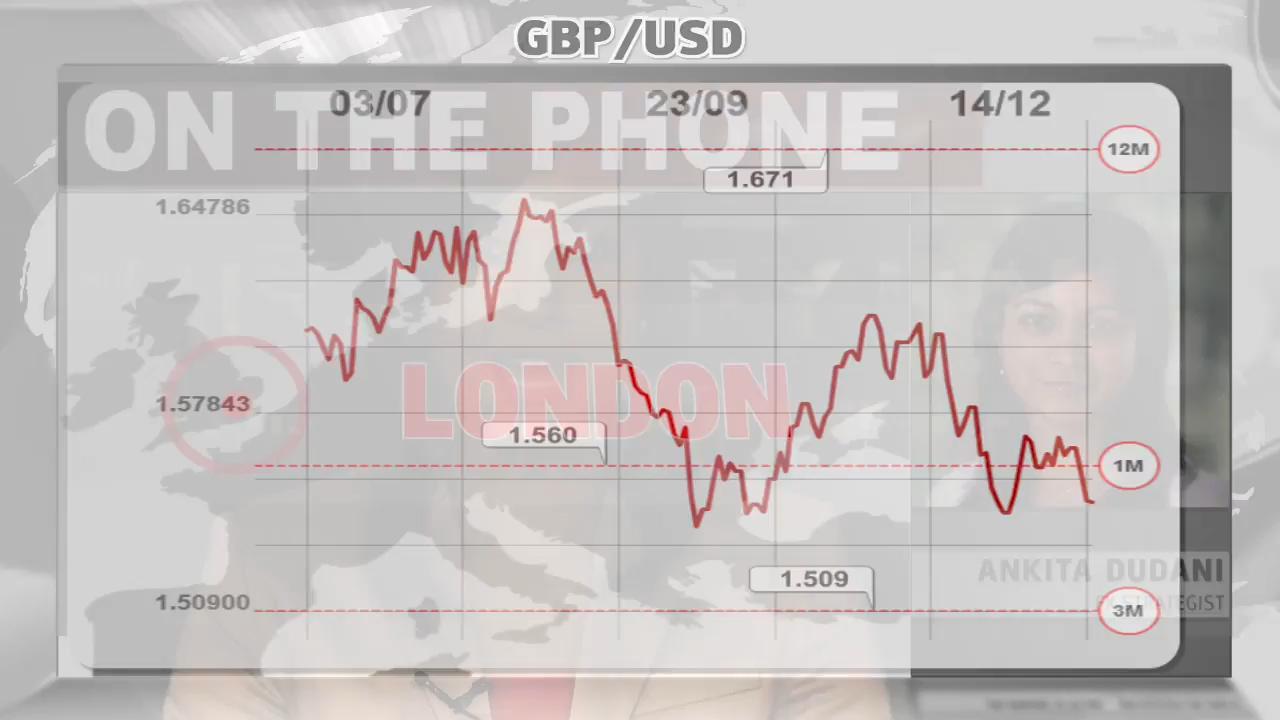 GBP/USD
03/07 23/09 14/12
ON THE PHONE
12M
1.671
1.64786
LONDON
1.57843
1.560
1M
ANKITA DUDANI
1.509
1.50900
3M